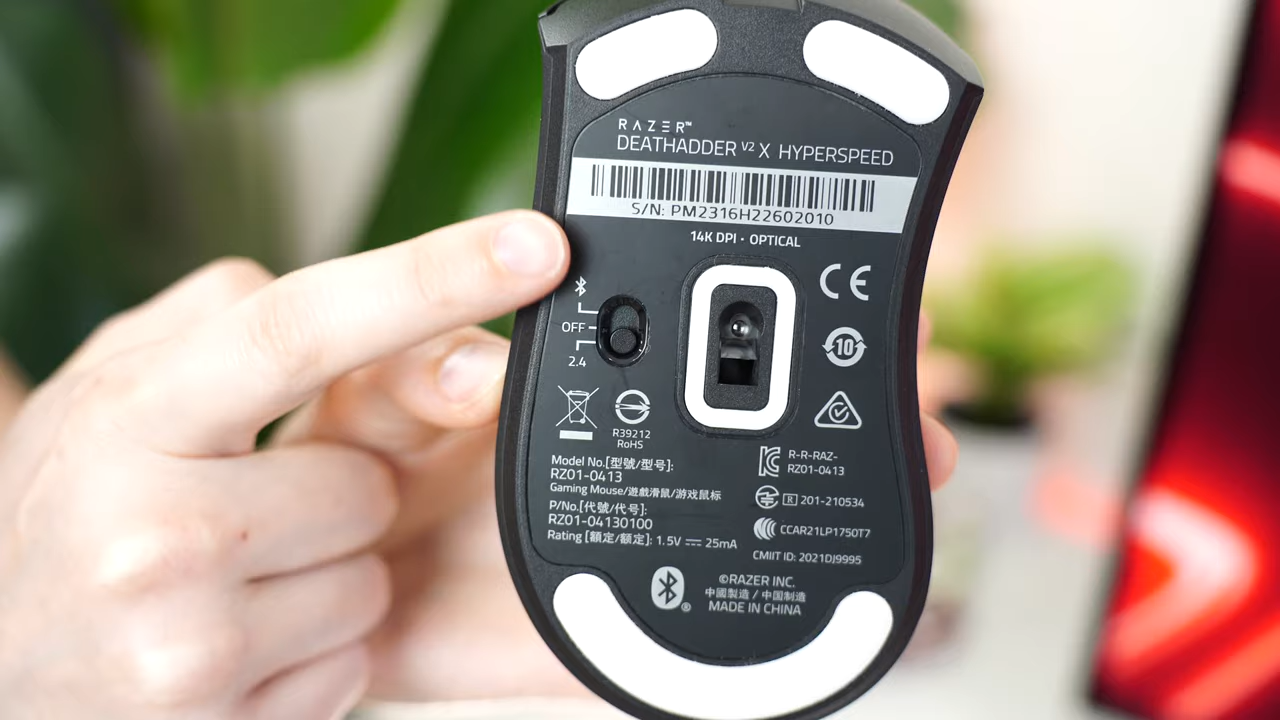 RAZER™
DEATHADDER V2 X HYPERSPEED
S/N: PM2316H22602010
14K DPI · OPTICAL
OFF
2.4
CE
10
R39212
RoHS
Model No.[型號/型号]:
RZ01-0413
Gaming Mouse/遊戲滑鼠/游戏鼠标
P/No.[代號/代号]:
RZ01-04130100
Rating [額定/额定]: 1.5V ⎓ 25mA
R-R-RAZ-
RZ01-0413
R 201-210534
CCAR21LP1750T7
CMIIT ID: 2021DJ9995
©RAZER INC.
中國製造 / 中国制造
MADE IN CHINA